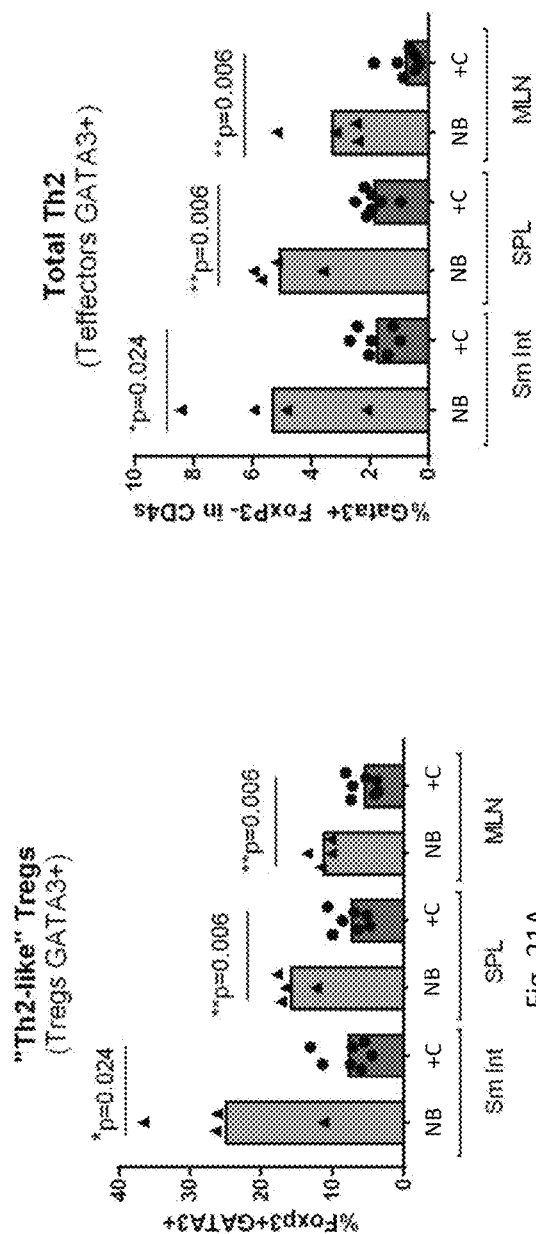 "Th2-like" Tregs
(Tregs GATA3+)
%Foxp3+GATA3+
40
30
20
10
0
*p=0.024
**p=0.006
**p=0.006
NB +C NB +C NB +C
Sm Int SPL MLN
Fig. 21A
Total Th2
(Teffectors GATA3+)
%Gata3+ FoxP3- in CD4s
10
8
6
4
2
0
*p=0.024
**p=0.006
**p=0.006
NB +C NB +C NB +C
Sm Int SPL MLN